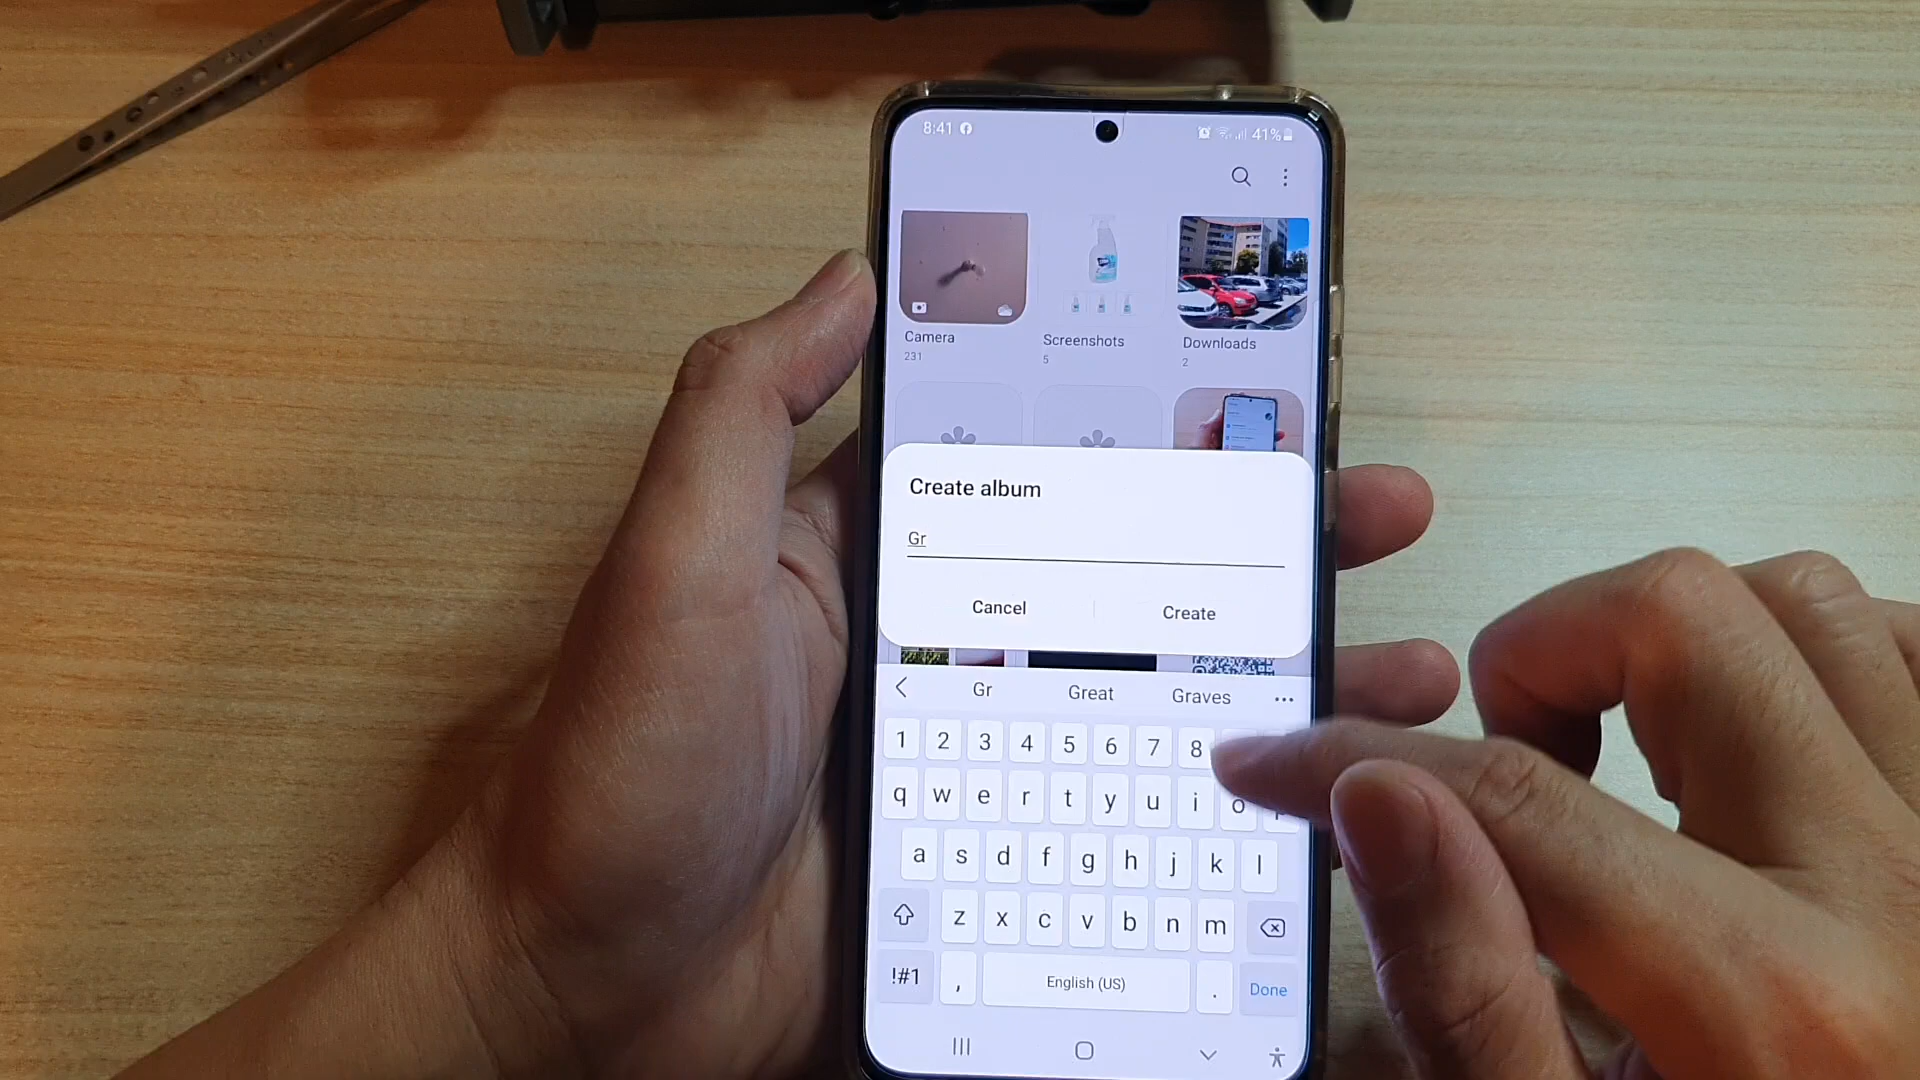 8:41 41%
Camera Screenshots Downloads
231 5 2
Create album
Gr
Cancel Create
Gr Great Graves ...
1 2 3 4 5 6 7 8
q w e r t y u i o
a s d f g h j k l
z x c v b n m
!#1 , English (US) . Done